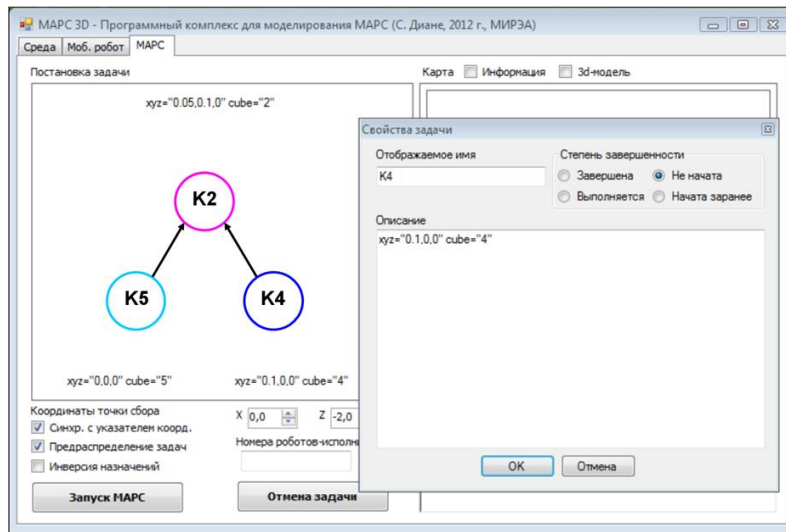 МАРС 3D - Программный комплекс для моделирования МАРС (С. Диане, 2012 г., МИРЭА)
Среда Моб. робот МАРС
Постановка задачи
Карта Информация 3d-модель
xyz="0.05,0.1,0" cube="2"
K2
K5
K4
xyz="0,0,0" cube="5"
xyz="0.1,0,0" cube="4"
Координаты точки сбора
X 0,0 Z -2,0
Синхр. с указателем коорд.
Предраспределение задач
Инверсия назначений
Номера роботов-исполни
Запуск МАРС
Отмена задачи
Свойства задачи
Отображаемое имя
K4
Степень завершенности
Завершена Не начата
Выполняется Начата заранее
Описание
xyz="0.1,0,0" cube="4"
OK
Отмена